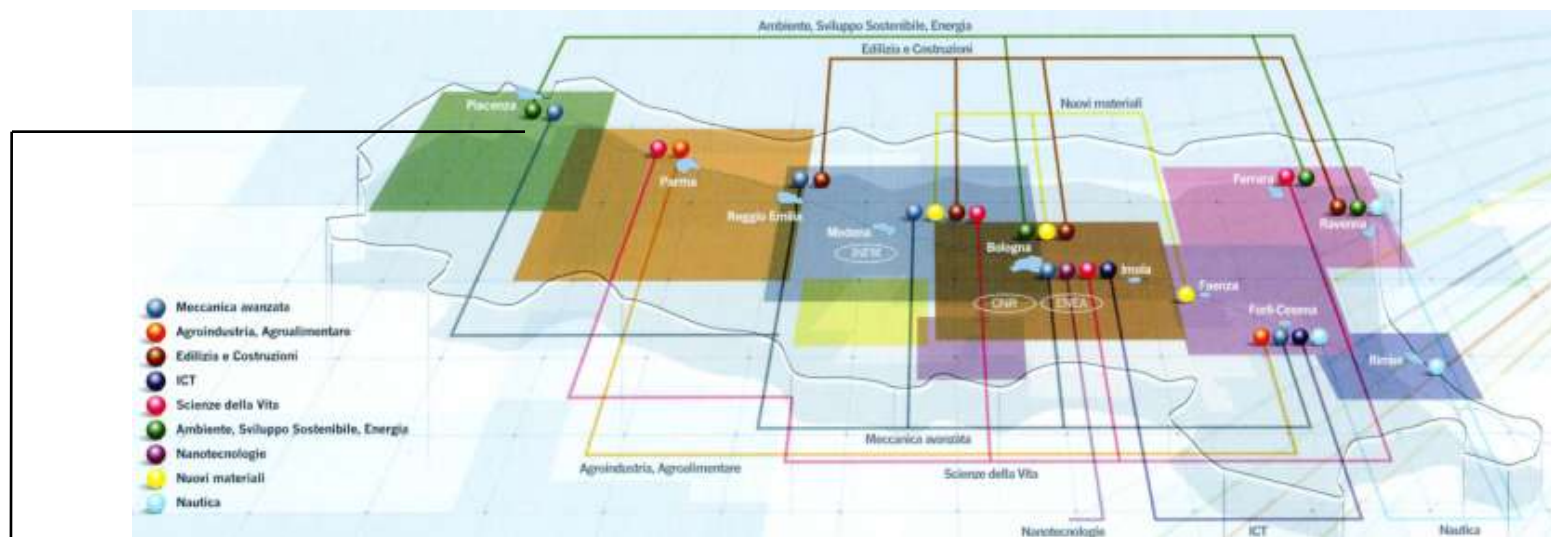 Ambiente, Sviluppo Sostenibile, Energia
Edilizia e Costruzioni
Nuovi materiali
Piacenza
Parma
Reggio Emilia
Modena
Bologna
Imola
Ferrara
Ravenna
Faenza
Forlì-Cesena
Rimini
CNR
ENEA
Meccanica avanzata
Agroindustria, Agroalimentare
Edilizia e Costruzioni
ICT
Scienze della Vita
Ambiente, Sviluppo Sostenibile, Energia
Nanotecnologie
Nuovi materiali
Nautica
Meccanica avanzata
Agroindustria, Agroalimentare
Scienze della Vita
Nanotecnologie
ICT
Nautica